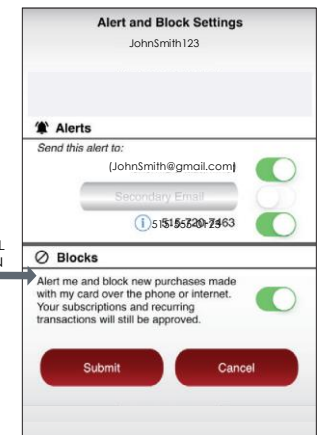 Alert and Block Settings
JohnSmith123
Alerts
Send this alert to:
(JohnSmith@gmail.com)
Secondary Email
Blocks
Alert me and block new purchases made
with my card over the phone or internet.
Your subscriptions and recurring
transactions will still be approved.
Submit
Cancel